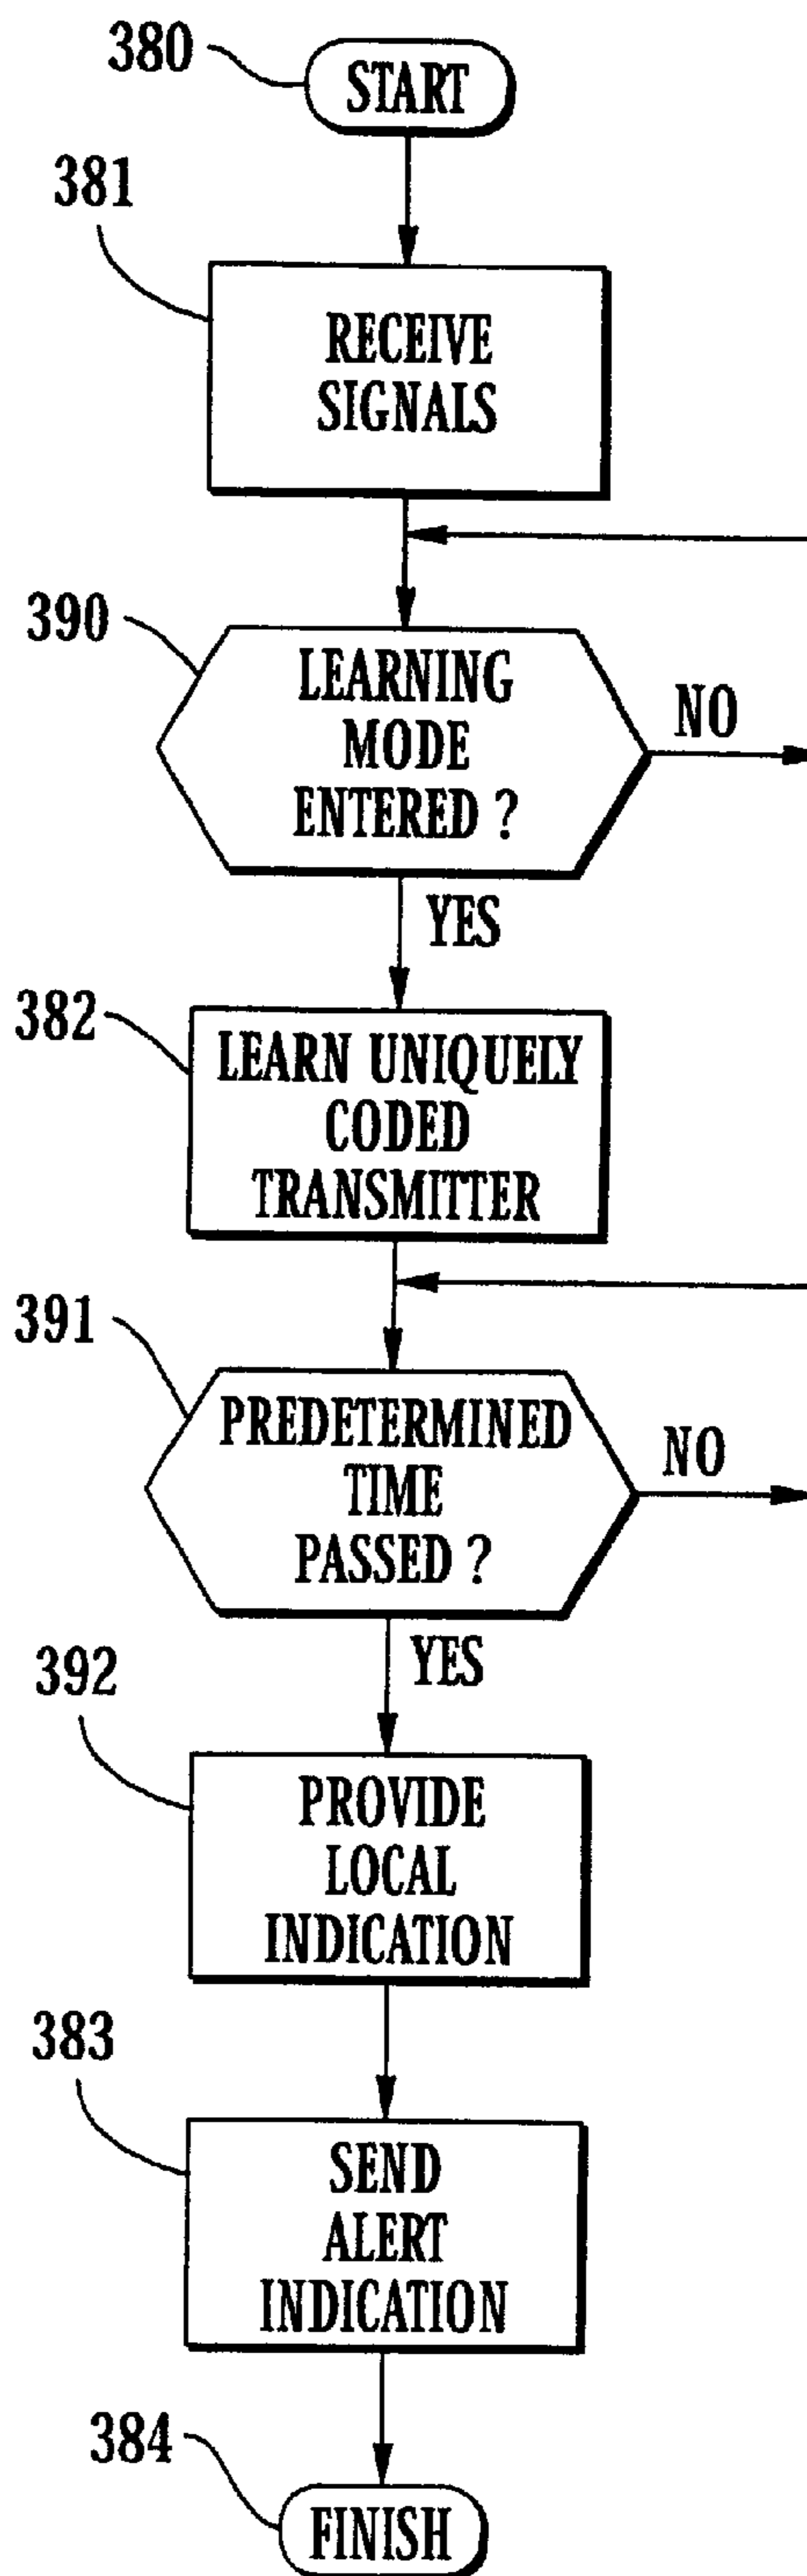 380
START
381
RECEIVE
SIGNALS
390
LEARNING
MODE
ENTERED ?
NO
YES
382
LEARN UNIQUELY
CODED
TRANSMITTER
391
PREDETERMINED
TIME
PASSED ?
NO
YES
392
PROVIDE
LOCAL
INDICATION
383
SEND
ALERT
INDICATION
384
FINISH